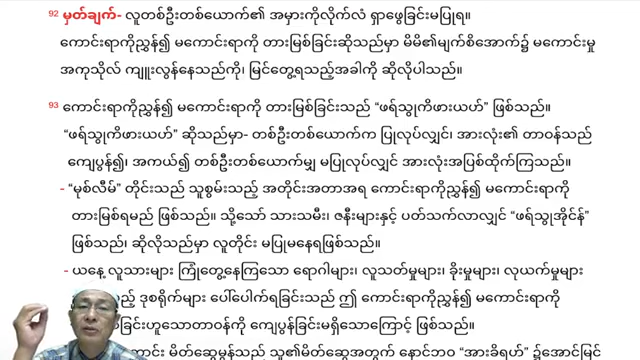 92 မှတ်ချက်- လူတစ်ဦးတစ်ယောက်၏ အမှားကိုလိုက်လံ ရှာဖွေခြင်းမပြုရ။
ကောင်းရာကိုညွှန်၍ မကောင်းရာကို တားမြစ်ခြင်းဆိုသည်မှာ မိမိ၏မျက်စိအောက်၌ မကောင်းမှု
အကုသိုလ် ကျူးလွန်နေသည်ကို၊ မြင်တွေ့ရသည့်အခါကို ဆိုလိုပါသည်။
93 ကောင်းရာကိုညွှန်၍ မကောင်းရာကို တားမြစ်ခြင်းသည် “ဖရ်သွုကိဖားယဟ်” ဖြစ်သည်။
“ဖရ်သွုကိဖားယဟ်” ဆိုသည်မှာ- တစ်ဦးတစ်ယောက်က ပြုလုပ်လျှင်၊ အားလုံး၏ တာဝန်သည်
ကျေပွန်၍၊ အကယ်၍ တစ်ဦးတစ်ယောက်မျှ မပြုလုပ်လျှင် အားလုံးအပြစ်ထိုက်ကြသည်။
- “မုစ်လီမ်” တိုင်းသည် သူစွမ်းသည့် အတိုင်းအတာအရ ကောင်းရာကိုညွှန်၍ မကောင်းရာကို
တားမြစ်ရမည် ဖြစ်သည်။ သို့သော် သားသမီး၊ ဇနီးများနှင့် ပတ်သက်လာလျှင် “ဖရ်သွုအိုင်န်”
ဖြစ်သည်၊ ဆိုလိုသည်မှာ လူတိုင်း မပြုမနေရဖြစ်သည်။
- ယနေ့ လူသားများ ကြုံတွေ့နေကြသော ရောဂါများ၊ လူသတ်မှုများ၊ ခိုးမှုများ၊ လုယက်မှုများ
ဒုစရိုက်များ ပေါ်ပေါက်ရခြင်းသည် ဤ ကောင်းရာကိုညွှန်၍ မကောင်းရာကို
ခြင်းဟူသောတာဝန်ကို ကျေပွန်ခြင်းမရှိသောကြောင့် ဖြစ်သည်။
မိတ်ဆွေမွန်သည် သူ၏မိတ်ဆွေအတွက် နောင်ဘဝ “အားခိရဟ်” ၌အောင်မြင်